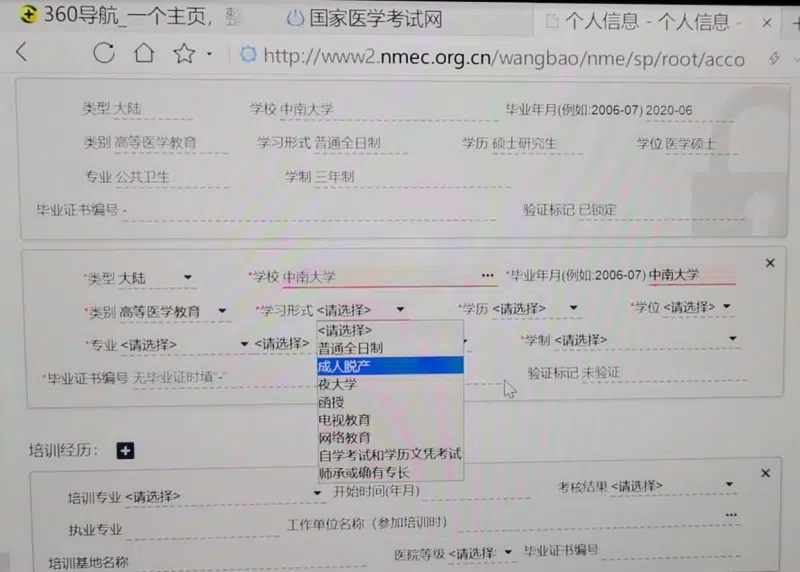 360导航_一个主页，整
国家医学考试网
个人信息 - 个人信息 -
http://www2.nmec.org.cn/wangbao/nme/sp/root/acco
类型 大陆 学校 中南大学 毕业年月(例如:2006-07) 2020-06
类别 高等医学教育 学习形式 普通全日制 学历 硕士研究生 学位 医学硕士
专业 公共卫生 学制 三年制
毕业证书编号 - 验证标记 已锁定
*类型 大陆 *学校 中南大学 ••• *毕业年月(例如:2006-07) 中南大学
*类别 高等医学教育 *学习形式 <请选择> *学历 <请选择> *学位 <请选择>
*专业 <请选择> <请选择> *学制 <请选择>
*毕业证书编号 无毕业证时填"-" 验证标记 未验证
<请选择>
普通全日制
成人脱产
夜大学
函授
电视教育
网络教育
自学考试和学历文凭考试
师承或确有专长
培训经历：
培训专业 <请选择> 开始时间(年月) 考核结果 <请选择>
执业专业 工作单位名称（参加培训时） •••
培训基地名称 医院等级 <请选择 毕业证书编号